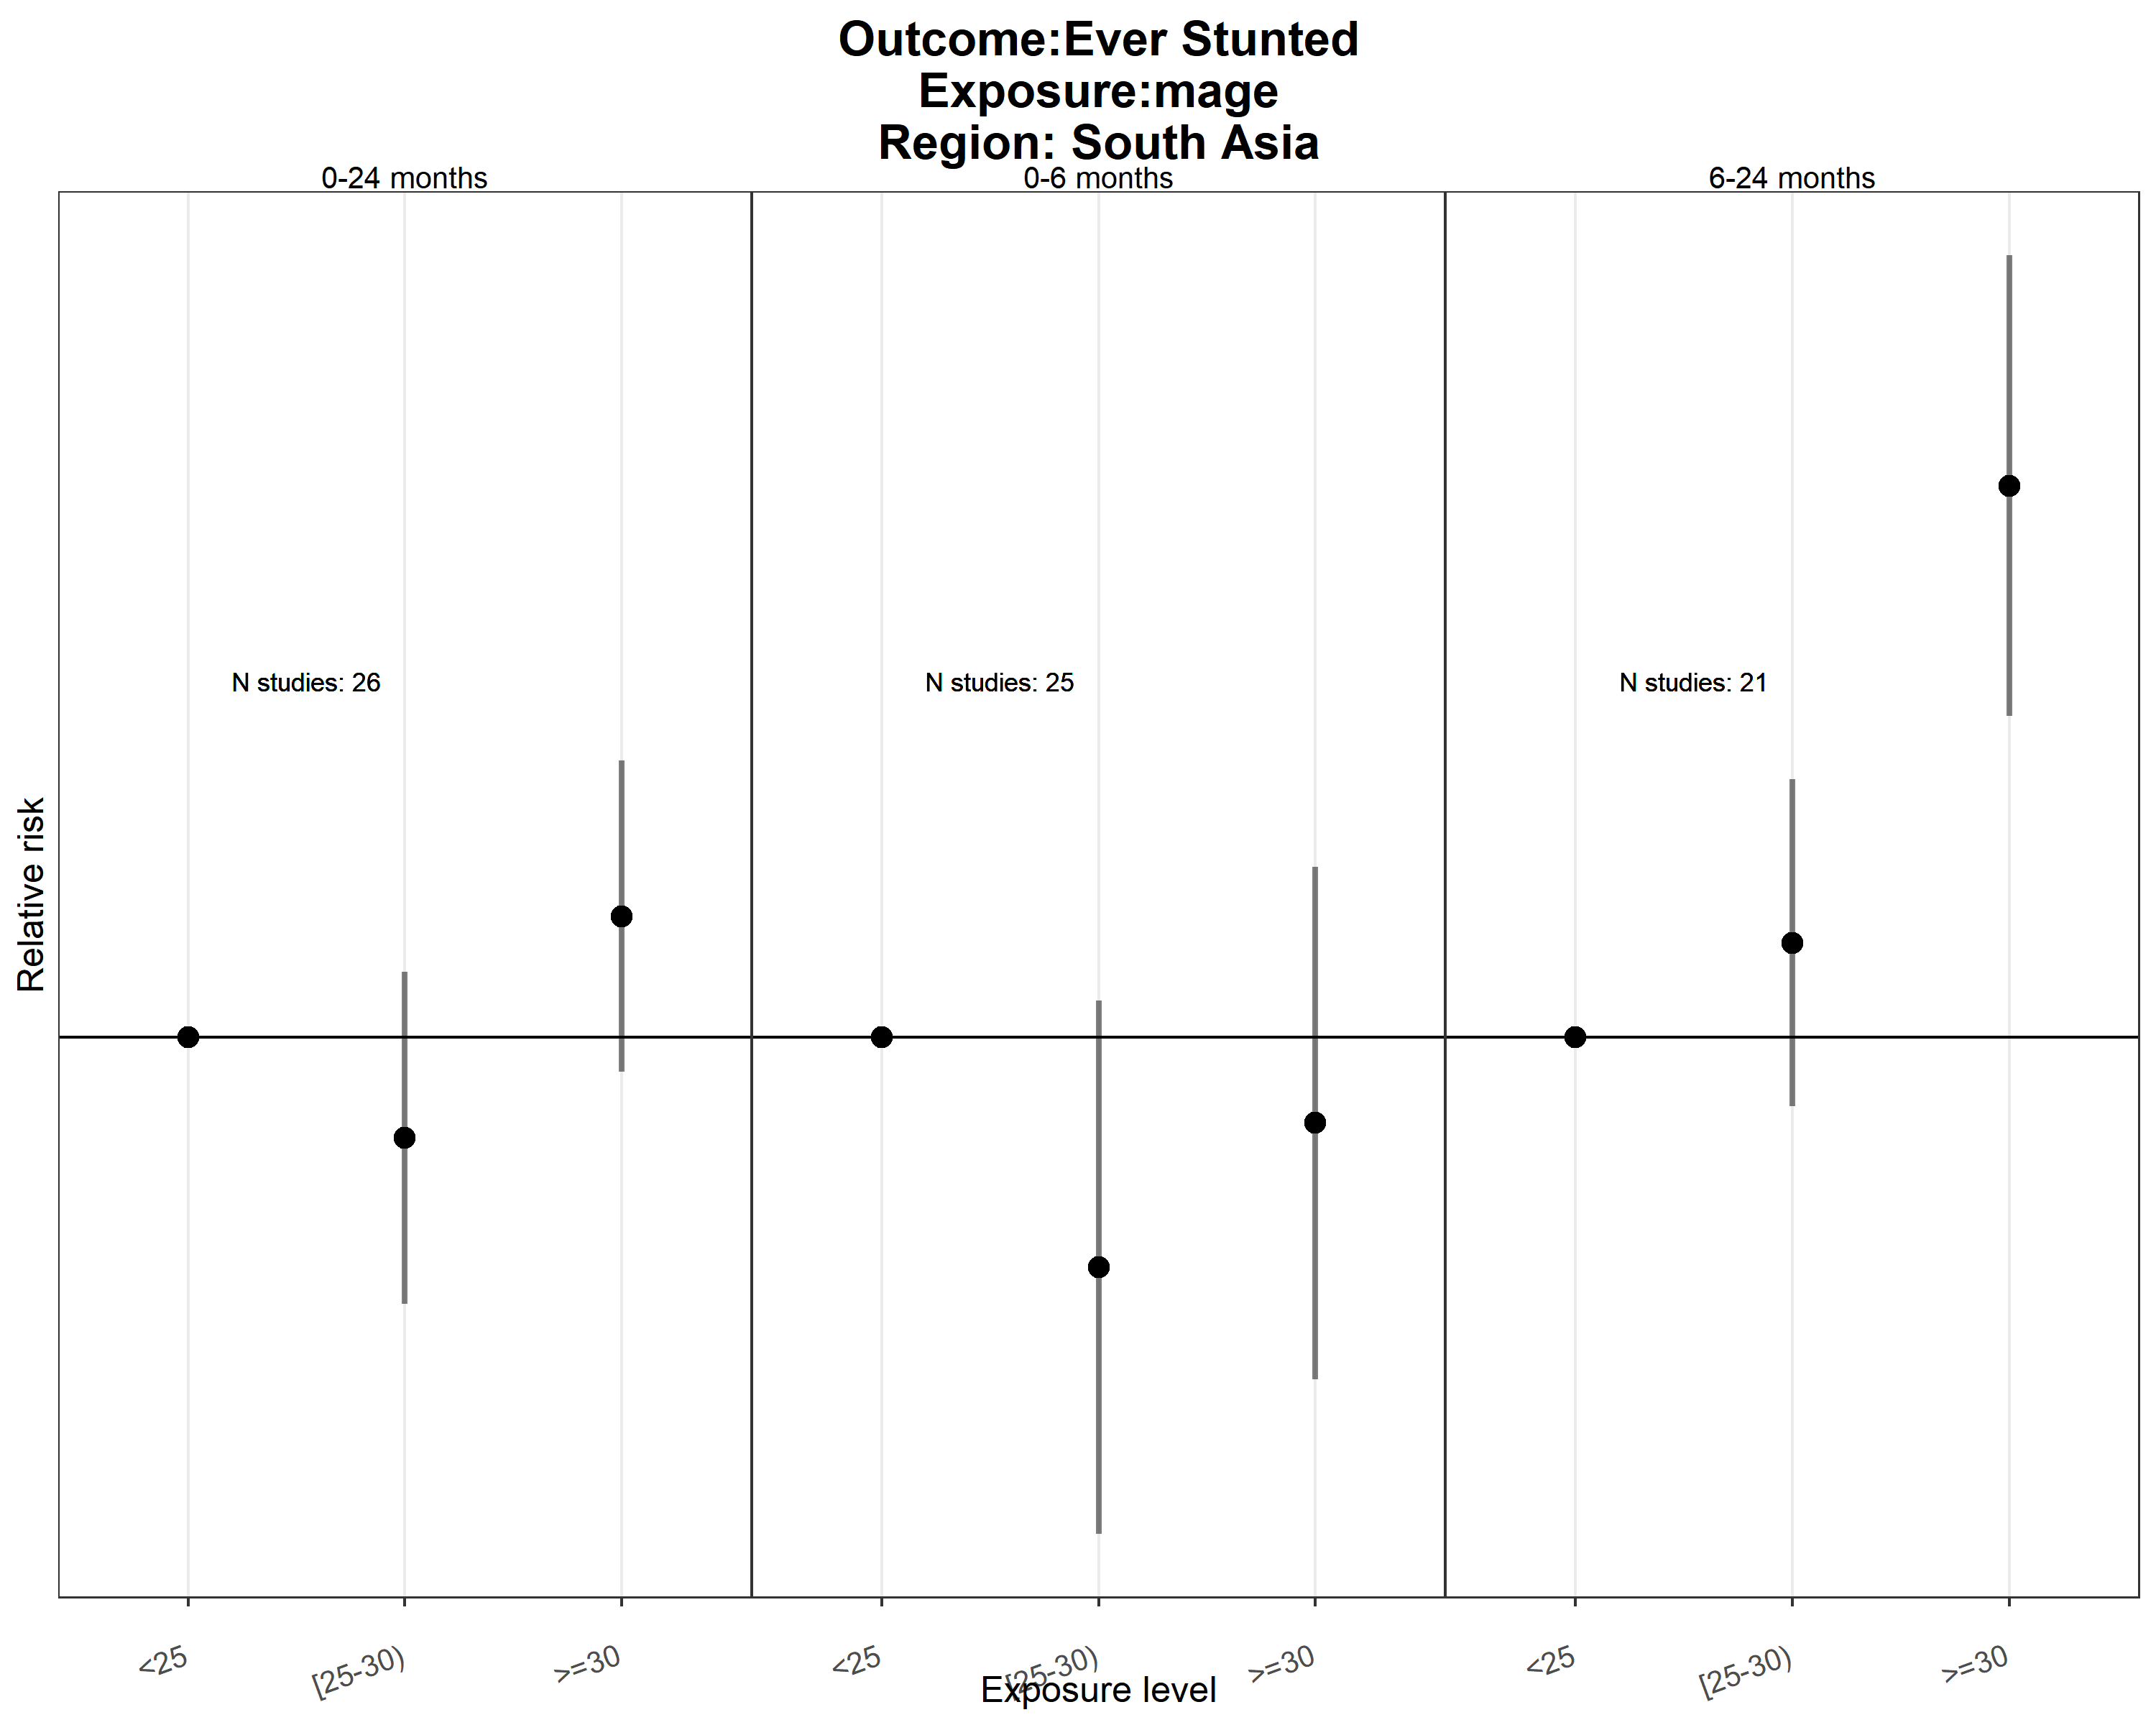 Outcome:Ever Stunted
Exposure:mage
Region: South Asia
0-24 months
0-6 months
6-24 months
N studies: 26
N studies: 25
N studies: 21
Relative risk
<25
[25-30)
>=30
<25
[25-30)
>=30
<25
[25-30)
>=30
Exposure level